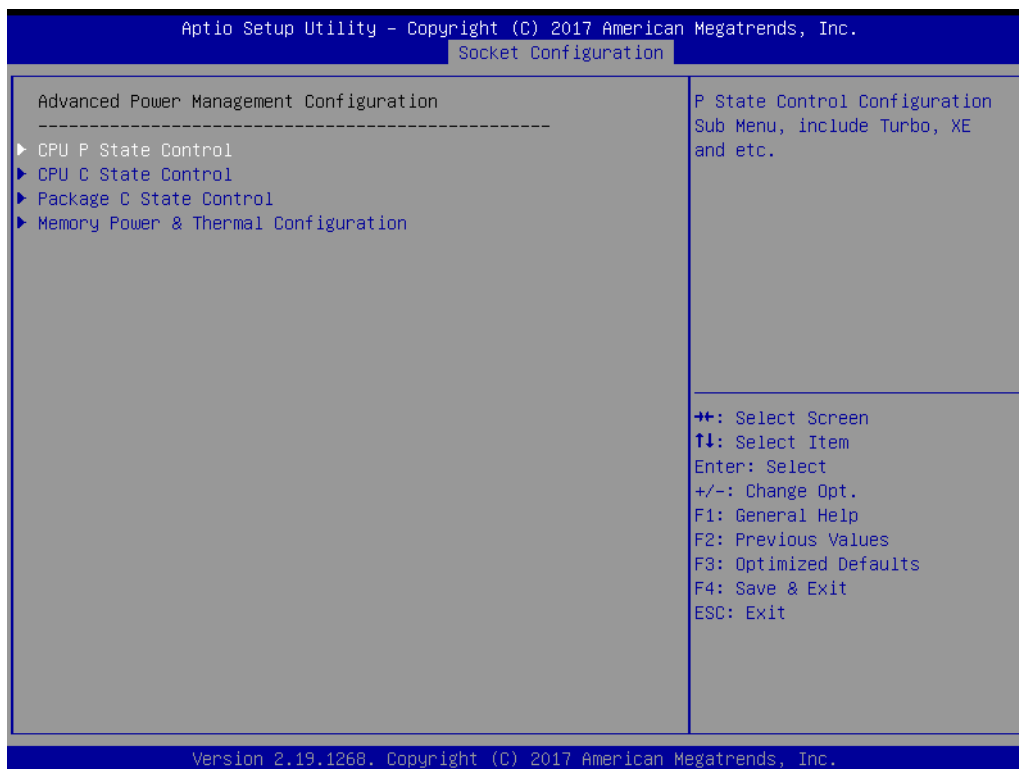 Aptio Setup Utility – Copyright (C) 2017 American Megatrends, Inc.
Socket Configuration
Advanced Power Management Configuration
--------------------------------------------------
▶ CPU P State Control
▶ CPU C State Control
▶ Package C State Control
▶ Memory Power & Thermal Configuration
P State Control Configuration
Sub Menu, include Turbo, XE
and etc.
→←: Select Screen
↑↓: Select Item
Enter: Select
+/-: Change Opt.
F1: General Help
F2: Previous Values
F3: Optimized Defaults
F4: Save & Exit
ESC: Exit
Version 2.19.1268. Copyright (C) 2017 American Megatrends, Inc.